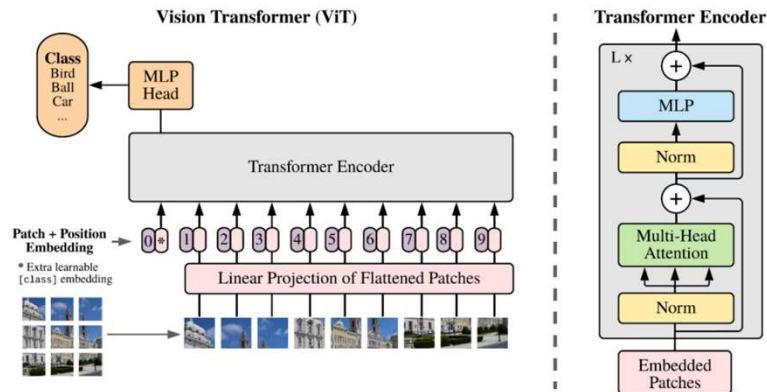 Vision Transformer (ViT)
Class
Bird
Ball
Car
...
MLP
Head
Transformer Encoder
Patch + Position
Embedding
0 * 1 2 3 4 5 6 7 8 9
* Extra learnable
[class] embedding
Linear Projection of Flattened Patches
Transformer Encoder
L ×
+
MLP
Norm
+
Multi-Head
Attention
Norm
Embedded
Patches